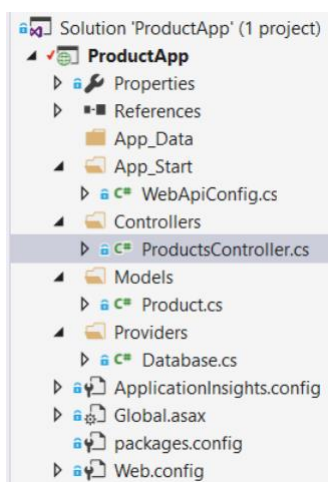 Solution 'ProductApp' (1 project)
ProductApp
Properties
References
App_Data
App_Start
C# WebApiConfig.cs
Controllers
C# ProductsController.cs
Models
C# Product.cs
Providers
C# Database.cs
ApplicationInsights.config
Global.asax
packages.config
Web.config